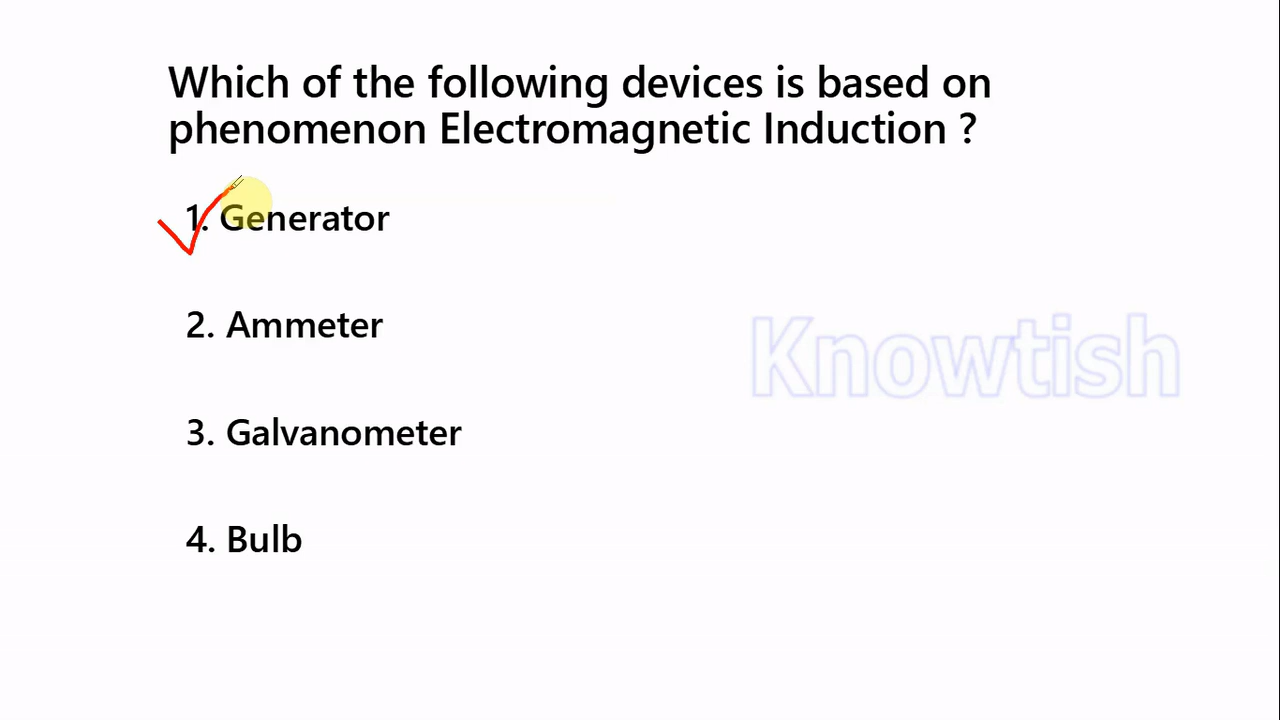 Which of the following devices is based on
phenomenon Electromagnetic Induction ?
1. Generator
2. Ammeter
Knowtish
3. Galvanometer
4. Bulb